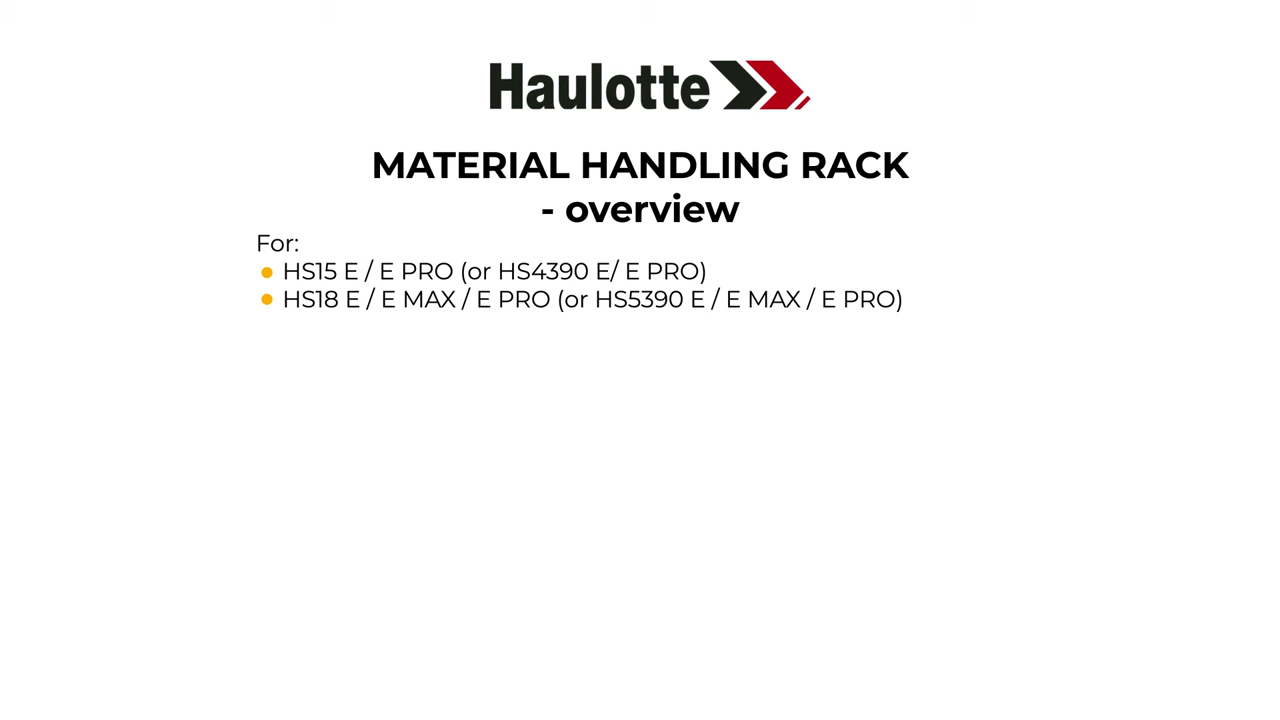 Haulotte
MATERIAL HANDLING RACK
- overview
For:
HS15 E / E PRO (or HS4390 E/ E PRO)
HS18 E / E MAX / E PRO (or HS5390 E / E MAX / E PRO)